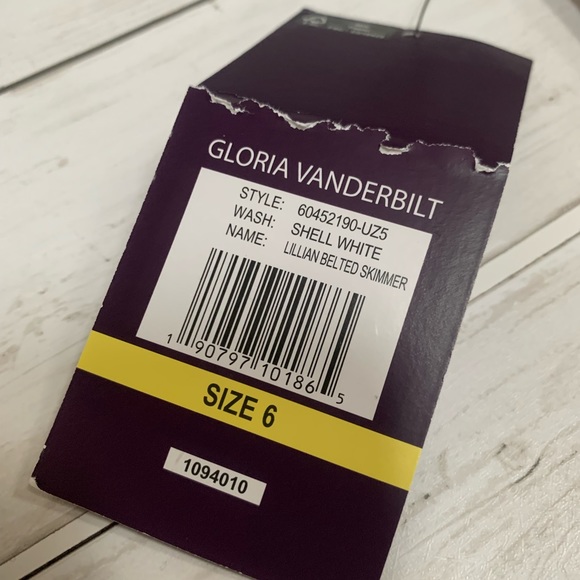 GLORIA VANDERBILT
STYLE: 60452190-UZ5
WASH: SHELL WHITE
NAME: LILLIAN BELTED SKIMMER
1 90797 10186 5
SIZE 6
1094010